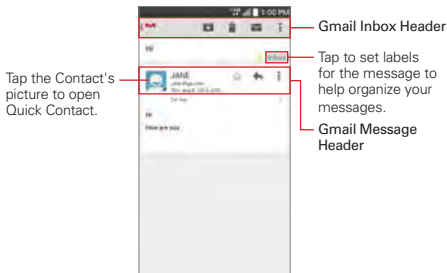 1:00 PM
Gmail Inbox Header
Hi
Inbox
Tap to set labels
for the message to
help organize your
messages.
Tap the Contact's
picture to open
Quick Contact.
JANE
Gmail Message
Header
Hi
How are you